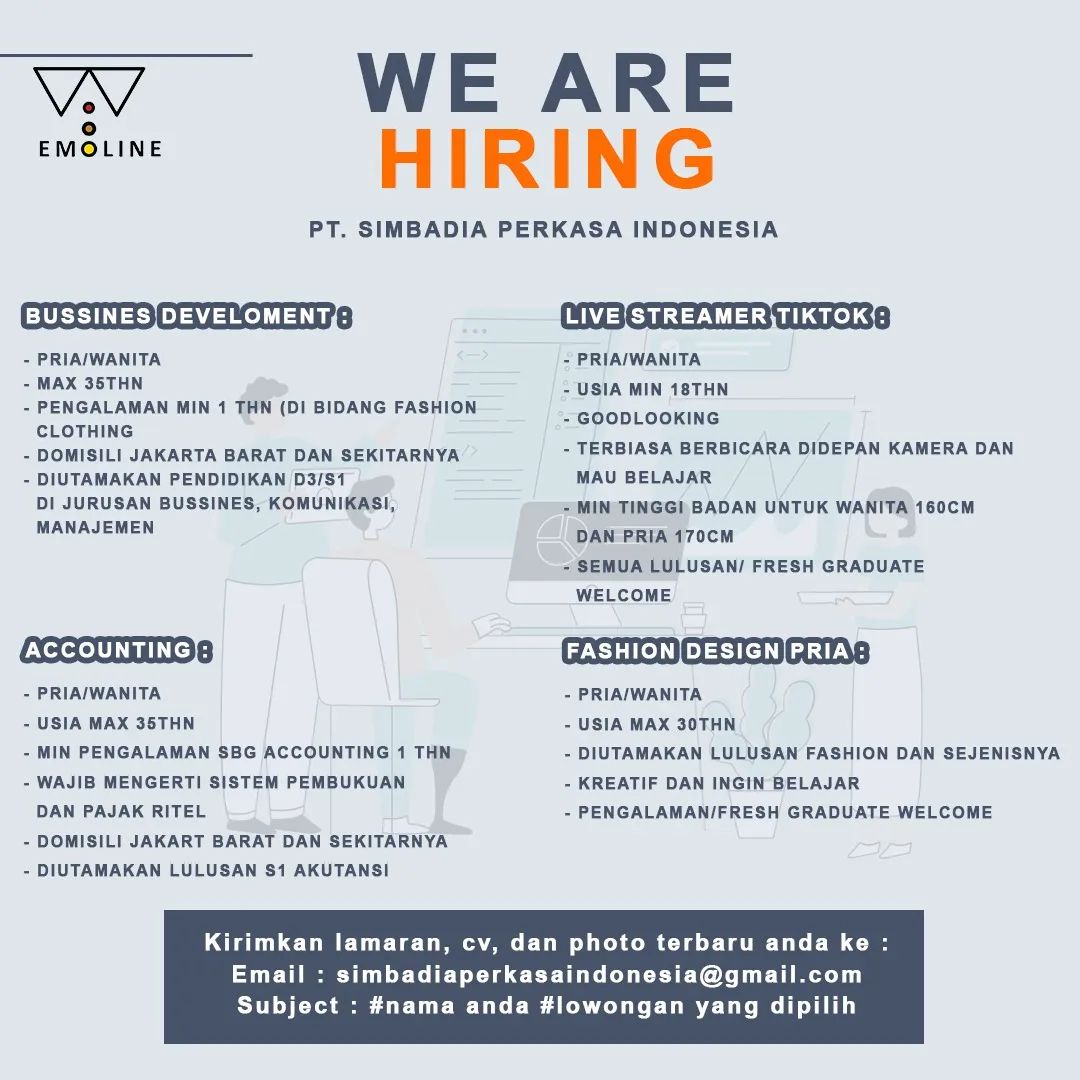 EMOLINE
WE ARE
HIRING
PT. SIMBADIA PERKASA INDONESIA
BUSSINES DEVELOMENT :
- PRIA/WANITA
- MAX 35THN
- PENGALAMAN MIN 1 THN (DI BIDANG FASHION
CLOTHING
- DOMISILI JAKARTA BARAT DAN SEKITARNYA
- DIUTAMAKAN PENDIDIKAN D3/S1
DI JURUSAN BUSSINES, KOMUNIKASI,
MANAJEMEN
LIVE STREAMER TIKTOK :
- PRIA/WANITA
- USIA MIN 18THN
- GOODLOOKING
- TERBIASA BERBICARA DIDEPAN KAMERA DAN
MAU BELAJAR
- MIN TINGGI BADAN UNTUK WANITA 160CM
DAN PRIA 170CM
- SEMUA LULUSAN/ FRESH GRADUATE
WELCOME
ACCOUNTING :
- PRIA/WANITA
- USIA MAX 35THN
- MIN PENGALAMAN SBG ACCOUNTING 1 THN
- WAJIB MENGERTI SISTEM PEMBUKUAN
DAN PAJAK RITEL
- DOMISILI JAKART BARAT DAN SEKITARNYA
- DIUTAMAKAN LULUSAN S1 AKUTANSI
FASHION DESIGN PRIA :
- PRIA/WANITA
- USIA MAX 30THN
- DIUTAMAKAN LULUSAN FASHION DAN SEJENISNYA
- KREATIF DAN INGIN BELAJAR
- PENGALAMAN/FRESH GRADUATE WELCOME
Kirimkan lamaran, cv, dan photo terbaru anda ke :
Email : simbadiaperkasaindonesia@gmail.com
Subject : #nama anda #lowongan yang dipilih